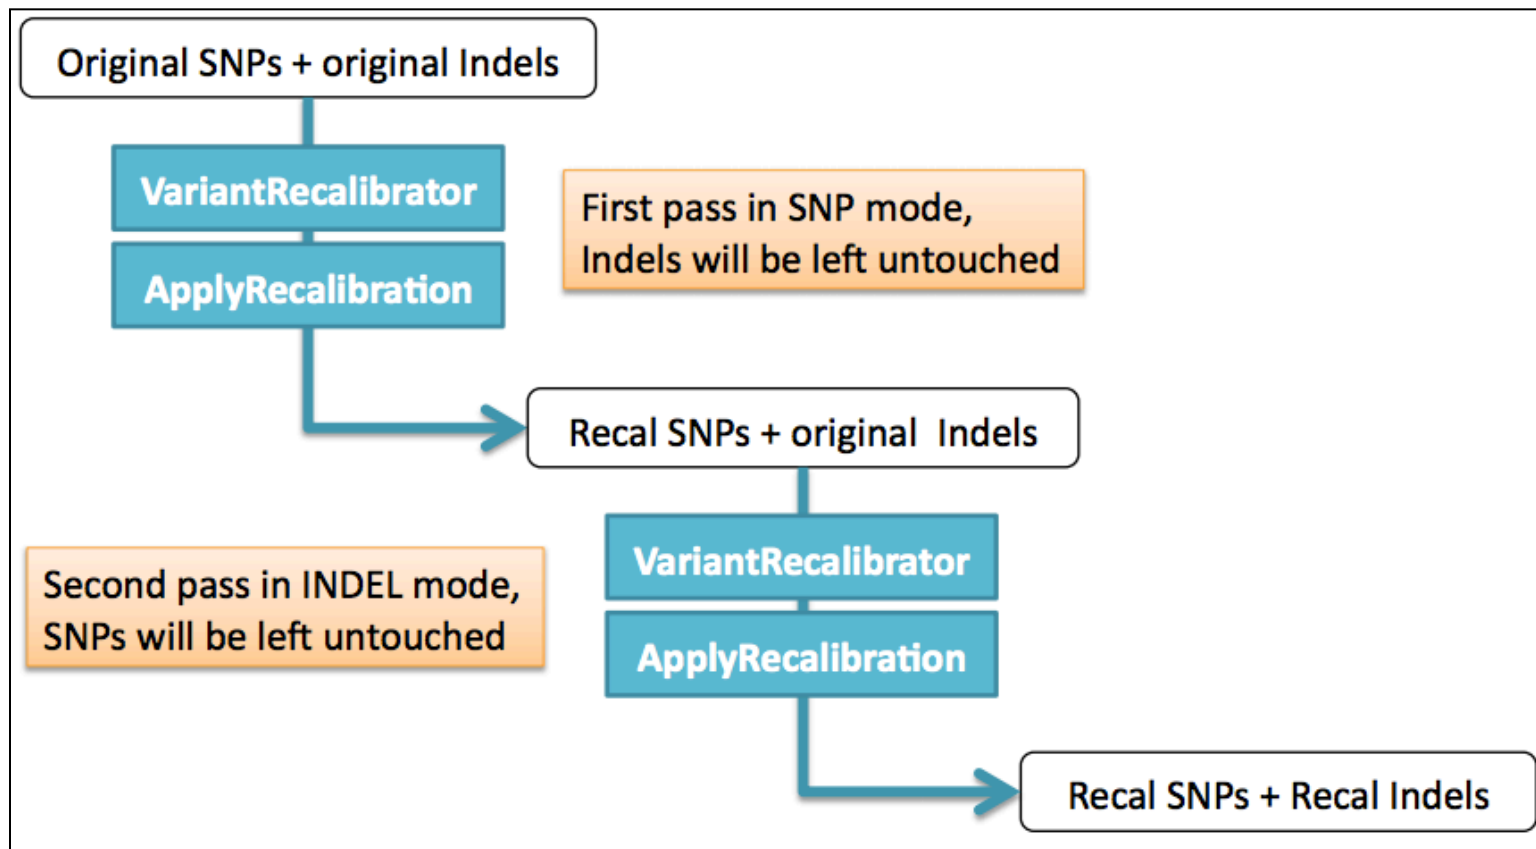 Original SNPs + original Indels
VariantRecalibrator
ApplyRecalibration
First pass in SNP mode,
Indels will be left untouched
Recal SNPs + original Indels
Second pass in INDEL mode,
SNPs will be left untouched
VariantRecalibrator
ApplyRecalibration
Recal SNPs + Recal Indels